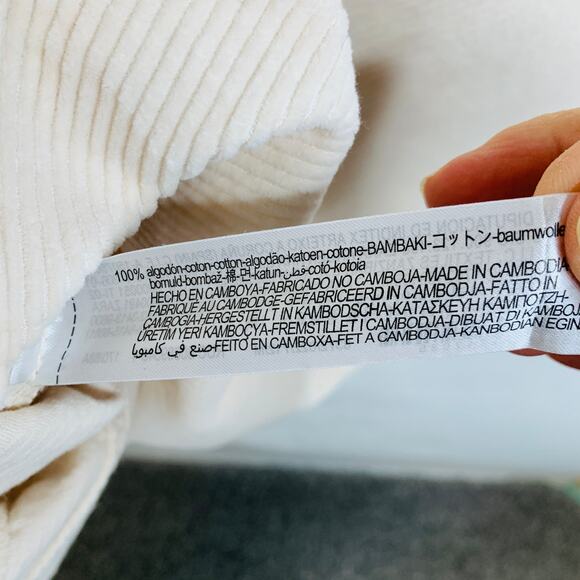 100% algodón-coton-cotton-algodão-katoen-cotone-BAMBAKI-コットン-baumwolle
bomuld-bombaž-棉-면-katun-قطن-cotó-kotoia
HECHO EN CAMBOYA-FABRICADO NO CAMBOJA-MADE IN CAMBODIA
FABRIQUE AU CAMBODGE-GEFABRICEERD IN CAMBODJA-FATTO IN
CAMBOGIA-HERGESTELLT IN KAMBODSCHA-ΚΑΤΑΣΚΕΥΗ ΚΑΜΠΟΤΖΗ-
ÜRETIM YERI KAMBOÇYA-FREMSTILLET I CAMBODJA-DIBUAT DI KAMBOJA
صنع في كامبوديا-FEITO EN CAMBOXA-FET A CAMBODJA-KANBODIAN EGIN